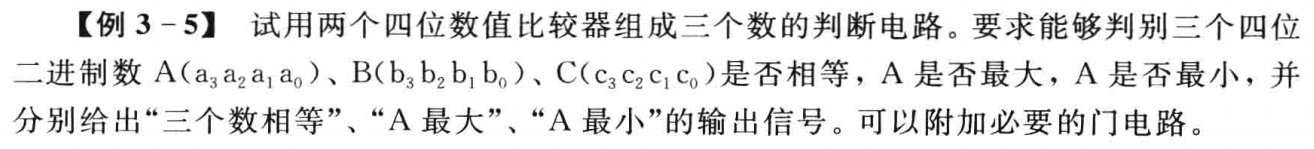 【例 3-5】 试用两个四位数值比较器组成三个数的判断电路。要求能够判别三个四位
二进制数 A(a₃a₂a₁a₀)、B(b₃b₂b₁b₀)、C(c₃c₂c₁c₀)是否相等，A 是否最大，A 是否最小，并
分别给出“三个数相等”、“A 最大”、“A 最小”的输出信号。可以附加必要的门电路。